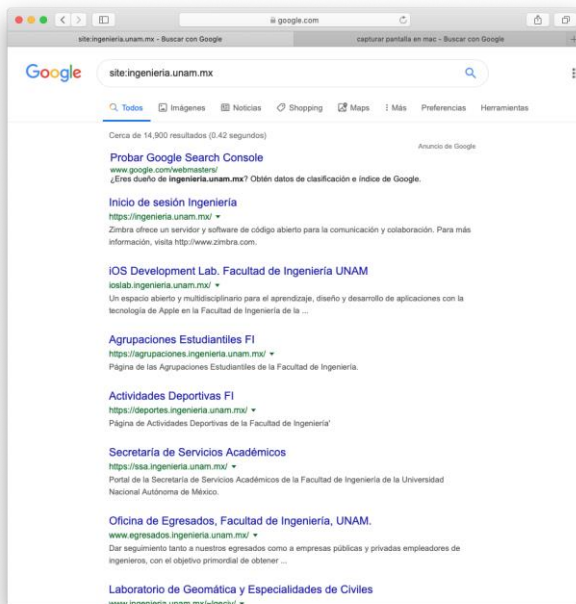 google.com
site:ingenieria.unam.mx - Buscar con Google
capturar pantalla en mac - Buscar con Google
Google
site:ingenieria.unam.mx
Todos Imágenes Noticias Shopping Maps Más Preferencias Herramientas
Cerca de 14,900 resultados (0.42 segundos)
Anuncio de Google
Probar Google Search Console
www.google.com/webmasters/
¿Eres dueño de ingenieria.unam.mx? Obtén datos de clasificación e índice de Google.
Inicio de sesión Ingeniería
https://ingenieria.unam.mx/
Zimbra ofrece un servidor y software de código abierto para la comunicación y colaboración. Para más
información, visita http://www.zimbra.com.
iOS Development Lab. Facultad de Ingeniería UNAM
ioslab.ingenieria.unam.mx/
Un espacio abierto y multidisciplinario para el aprendizaje, diseño y desarrollo de aplicaciones con la
tecnología de Apple en la Facultad de Ingeniería de la ...
Agrupaciones Estudiantiles FI
https://agrupaciones.ingenieria.unam.mx/
Página de las Agrupaciones Estudiantiles de la Facultad de Ingeniería.
Actividades Deportivas FI
https://deportes.ingenieria.unam.mx/
Página de Actividades Deportivas de la Facultad de Ingeniería'
Secretaría de Servicios Académicos
https://ssa.ingenieria.unam.mx/
Portal de la Secretaría de Servicios Académicos de la Facultad de Ingeniería de la Universidad
Nacional Autónoma de México.
Oficina de Egresados, Facultad de Ingeniería, UNAM.
www.egresados.ingenieria.unam.mx/
Dar seguimiento tanto a nuestros egresados como a empresas públicas y privadas empleadores de
ingenieros, con el objetivo primordial de obtener ...
Laboratorio de Geomática y Especialidades de Civiles